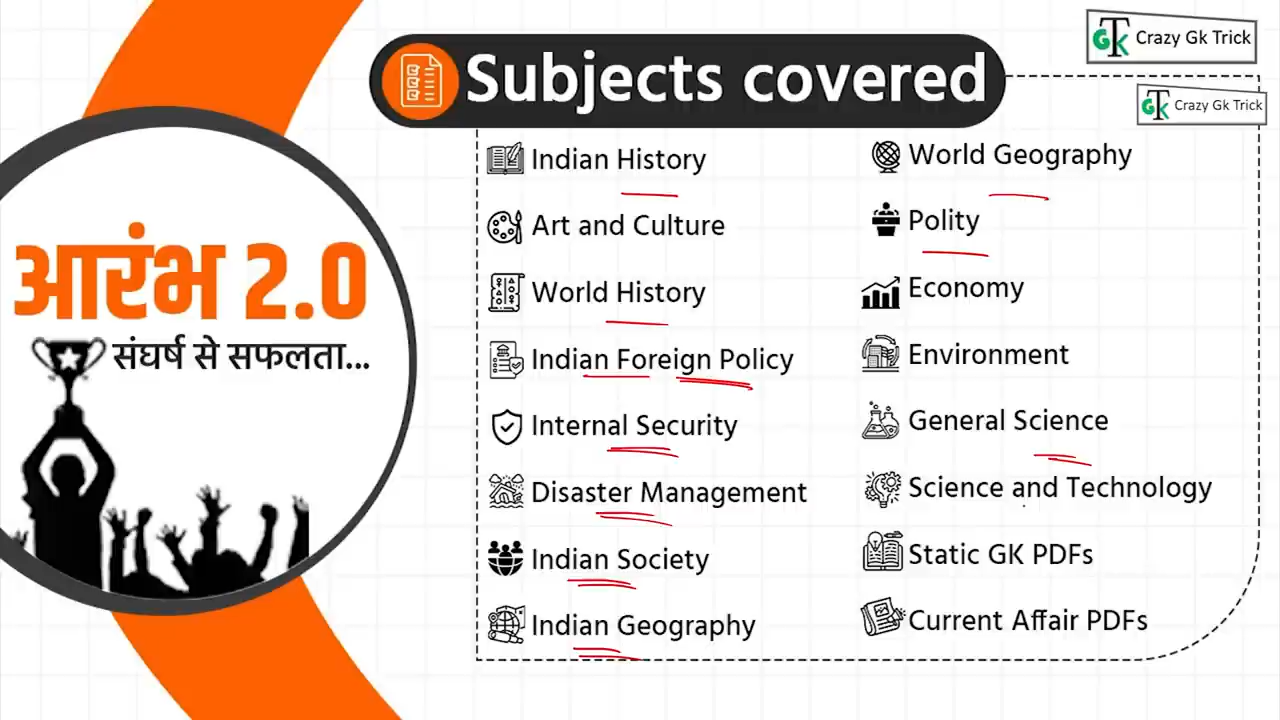 Subjects covered
GTK Crazy Gk Trick
GTK Crazy Gk Trick
आरंभ 2.0
संघर्ष से सफलता...
Indian History
Art and Culture
World History
Indian Foreign Policy
Internal Security
Disaster Management
Indian Society
Indian Geography
World Geography
Polity
Economy
Environment
General Science
Science and Technology
Static GK PDFs
Current Affair PDFs